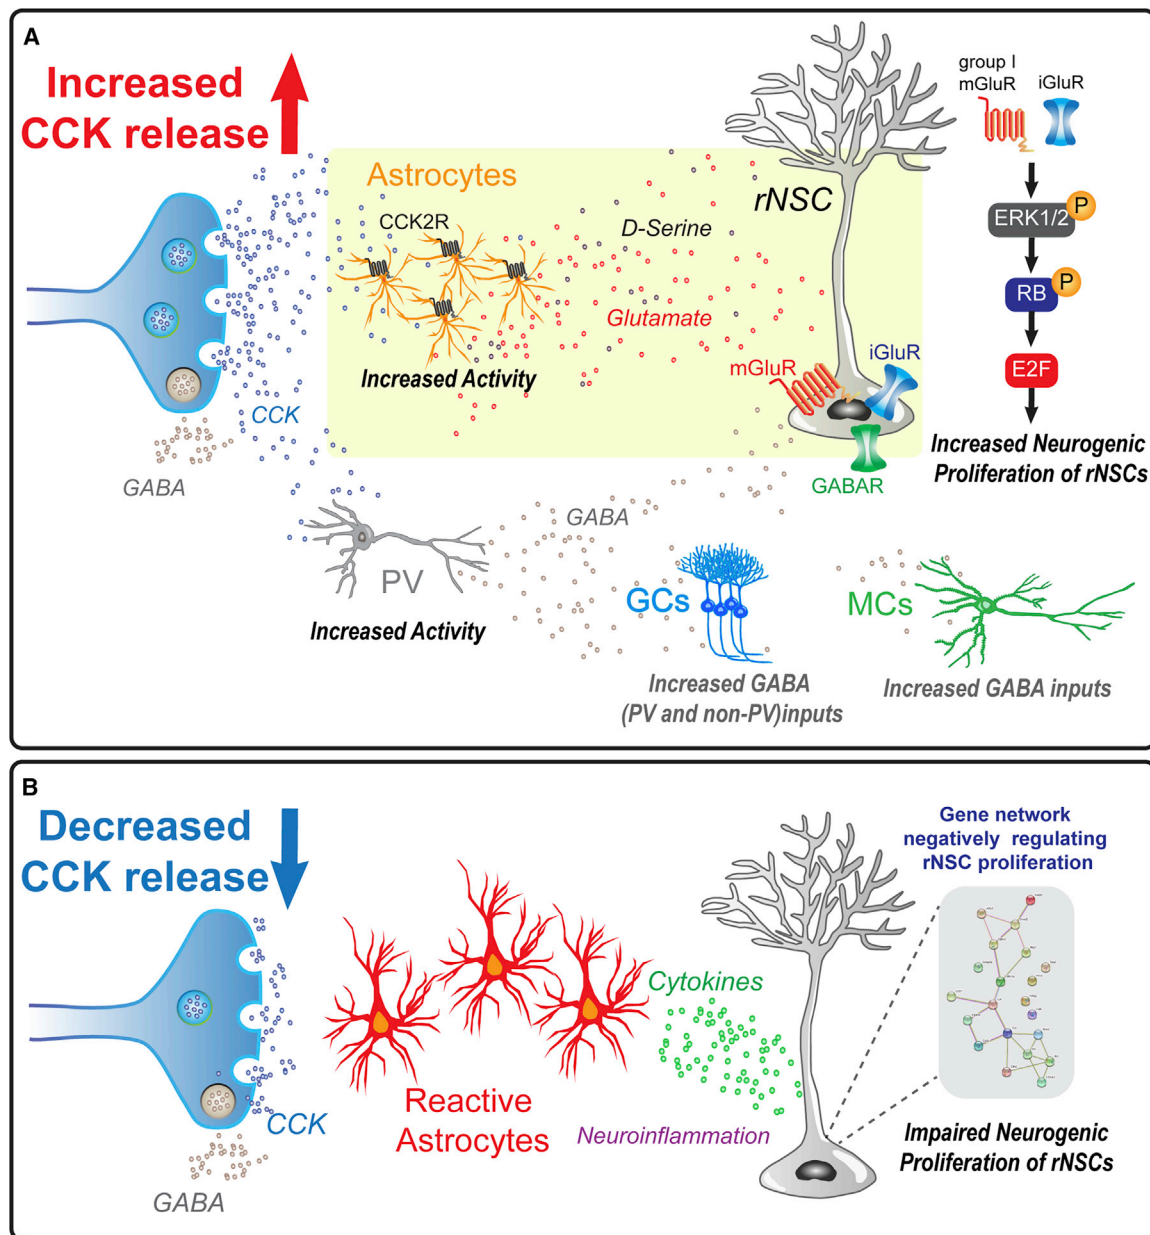 A
Increased
CCK release
Astrocytes
CCK2R
D-Serine
Glutamate
Increased Activity
rNSC
mGluR
iGluR
GABAR
group I
mGluR
iGluR
ERK1/2
P
RB
P
E2F
Increased Neurogenic
Proliferation of rNSCs
CCK
GABA
PV
Increased Activity
GABA
GCs
Increased GABA
(PV and non-PV)inputs
MCs
Increased GABA inputs
B
Decreased
CCK release
CCK
GABA
Reactive
Astrocytes
Cytokines
Neuroinflammation
Gene network
negatively regulating
rNSC proliferation
Impaired Neurogenic
Proliferation of rNSCs